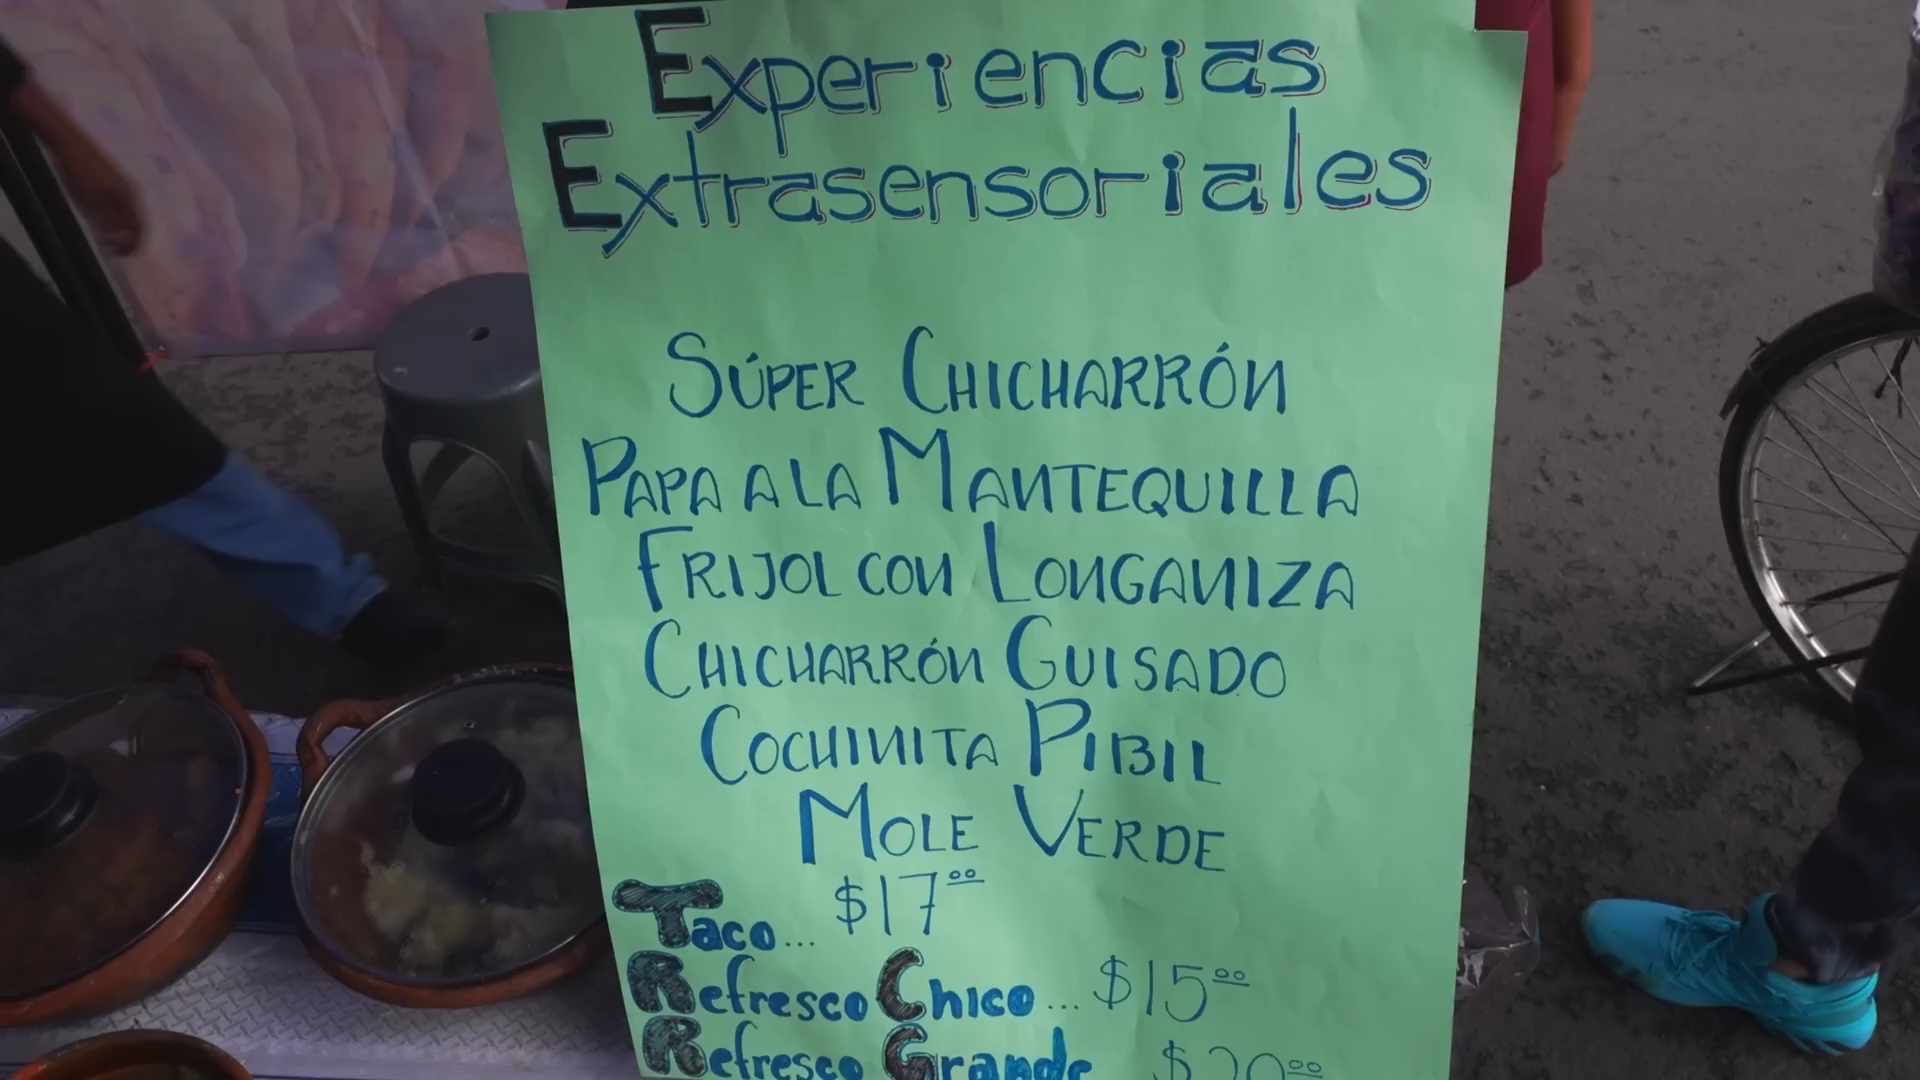 Experiencias
Extrasensoriales
SÚPER CHICHARRÓN
PAPA A LA MANTEQUILLA
FRIJOL CON LONGANIZA
CHICHARRÓN GUISADO
COCHINITA PIBIL
MOLE VERDE
Taco... $17.00
Refresco Chico... $15.00
Refresco Grande $20.00